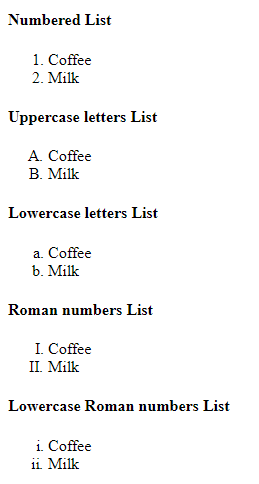 Numbered List
1. Coffee
2. Milk
Uppercase letters List
A. Coffee
B. Milk
Lowercase letters List
a. Coffee
b. Milk
Roman numbers List
I. Coffee
II. Milk
Lowercase Roman numbers List
i. Coffee
ii. Milk